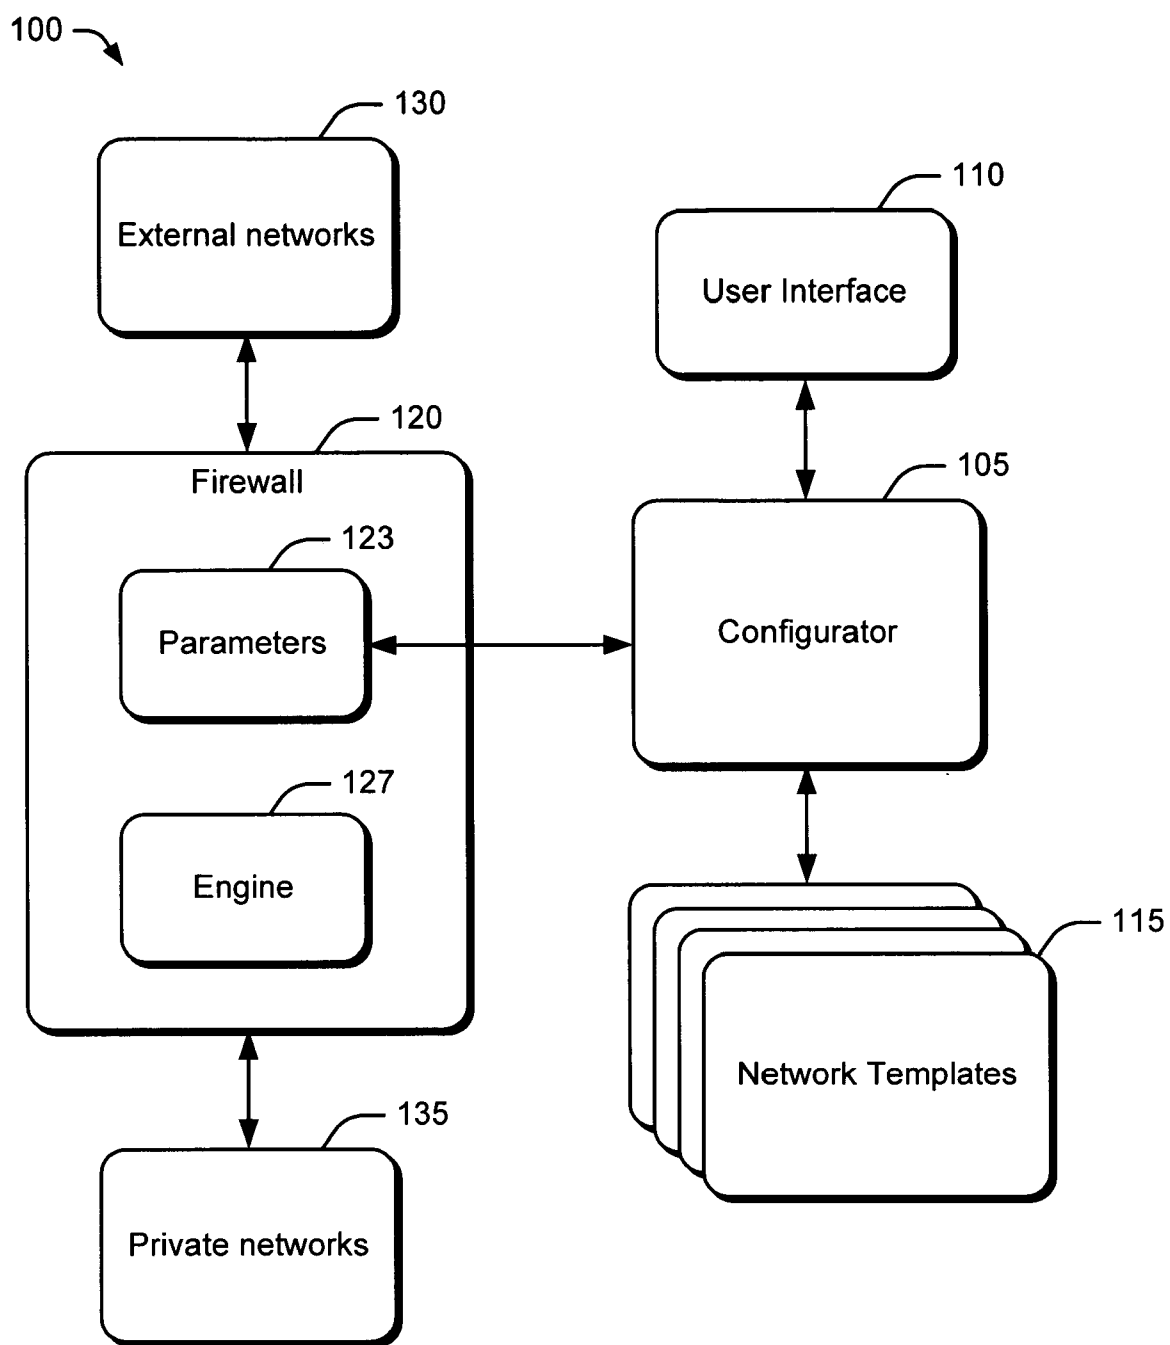 100
130
External networks
110
User Interface
120
Firewall
105
123
Parameters
Configurator
127
Engine
115
Network Templates
135
Private networks